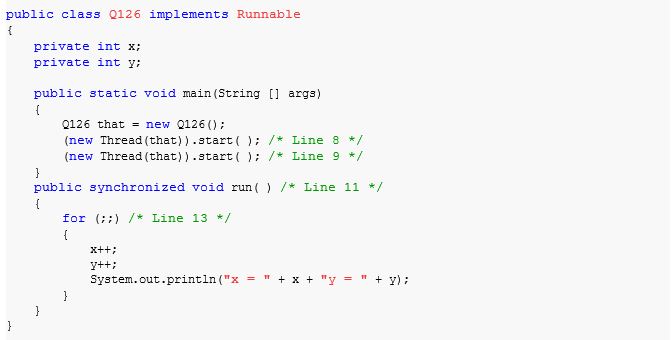 public class Q126 implements Runnable
{
    private int x;
    private int y;

    public static void main(String [] args)
    {
        Q126 that = new Q126();
        (new Thread(that)).start( ); /* Line 8 */
        (new Thread(that)).start( ); /* Line 9 */
    }
    public synchronized void run( ) /* Line 11 */
    {
        for (;;) /* Line 13 */
        {
            x++;
            y++;
            System.out.println("x = " + x + "y = " + y);
        }
    }
}